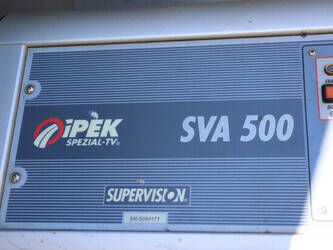 iPEK
SPEZIAL-TV®
SVA 500
SUPERVISION®